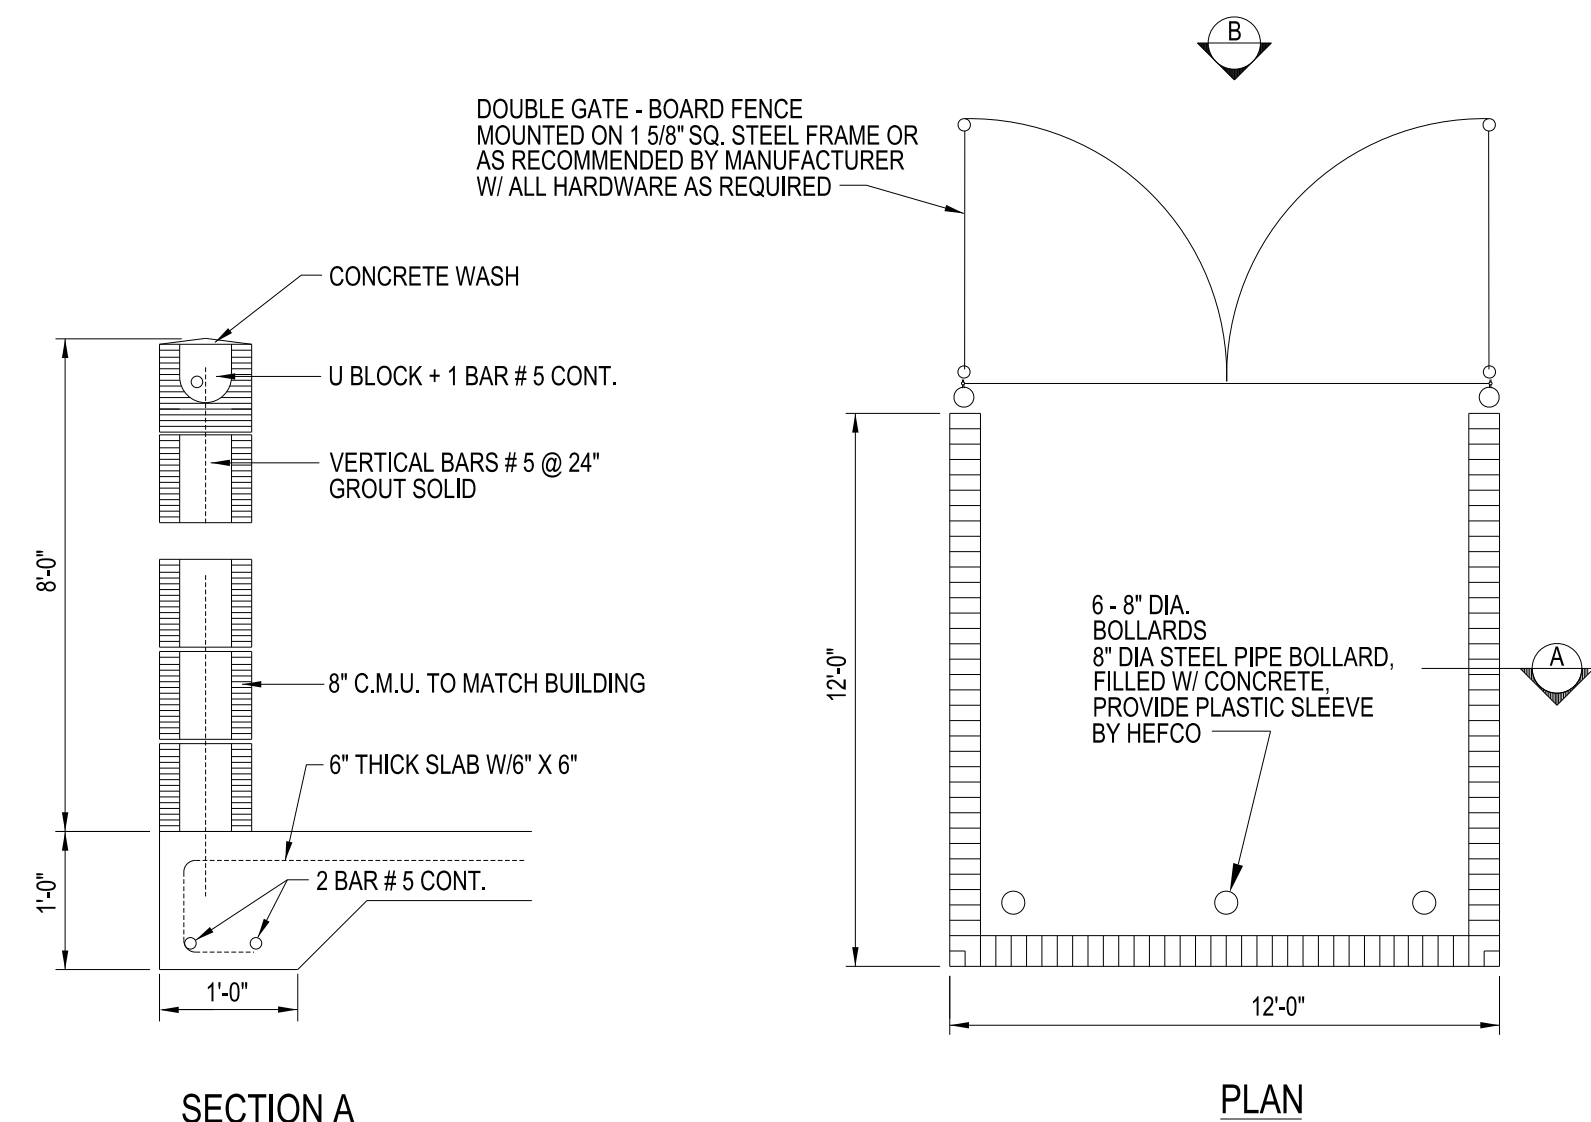 B
DOUBLE GATE - BOARD FENCE
MOUNTED ON 1 5/8" SQ. STEEL FRAME OR
AS RECOMMENDED BY MANUFACTURER
W/ ALL HARDWARE AS REQUIRED
CONCRETE WASH
U BLOCK + 1 BAR # 5 CONT.
VERTICAL BARS # 5 @ 24"
GROUT SOLID
8'-0"
8" C.M.U. TO MATCH BUILDING
6" THICK SLAB W/6" X 6"
2 BAR # 5 CONT.
1'-0"
1'-0"
SECTION A
12'-0"
6 - 8" DIA.
BOLLARDS
8" DIA STEEL PIPE BOLLARD,
FILLED W/ CONCRETE,
PROVIDE PLASTIC SLEEVE
BY HEFCO
A
12'-0"
PLAN